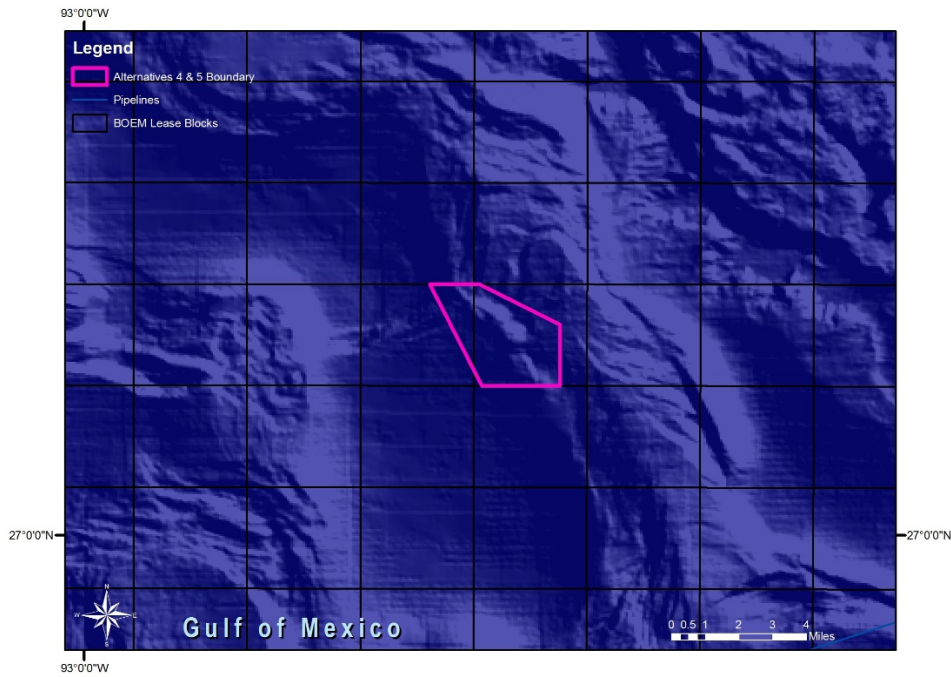 93°0'0"W
Legend
Alternatives 4 & 5 Boundary
Pipelines
BOEM Lease Blocks
27°0'0"N
27°0'0"N
N
W
E
S
Gulf of Mexico
0 0.5 1 2 3 4
Miles
93°0'0"W